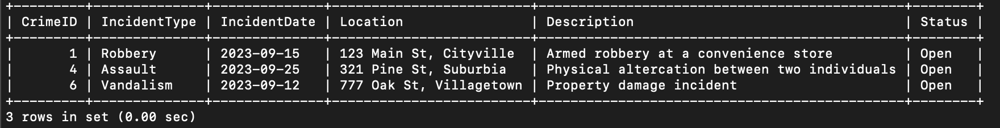 +---------+--------------+--------------+-------------------------+------------------------------------------------+--------+
| CrimeID | IncidentType | IncidentDate | Location                | Description                                    | Status |
+---------+--------------+--------------+-------------------------+------------------------------------------------+--------+
|       1 | Robbery      | 2023-09-15   | 123 Main St, Cityville  | Armed robbery at a convenience store           | Open   |
|       4 | Assault      | 2023-09-25   | 321 Pine St, Suburbia   | Physical altercation between two individuals | Open   |
|       6 | Vandalism    | 2023-09-12   | 777 Oak St, Villagetown | Property damage incident                       | Open   |
+---------+--------------+--------------+-------------------------+------------------------------------------------+--------+
3 rows in set (0.00 sec)